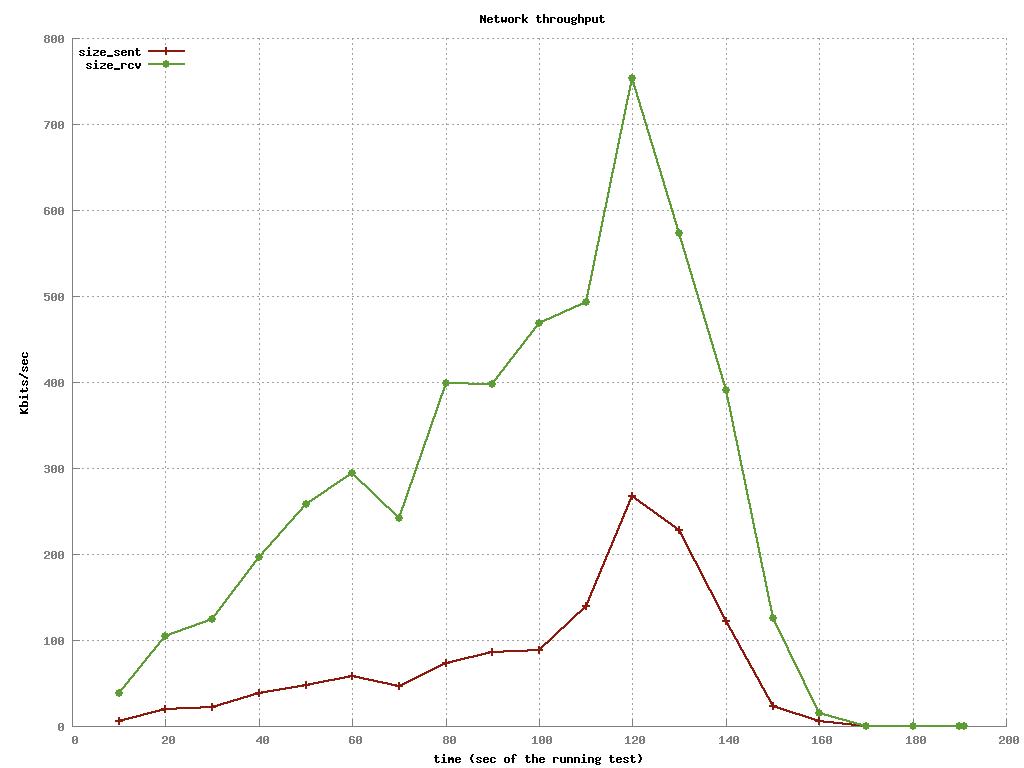 Network throughput
size_sent
size_rcv
800
700
600
500
400
300
200
100
0
Kbits/sec
0 20 40 60 80 100 120 140 160 180 200
time (sec of the running test)